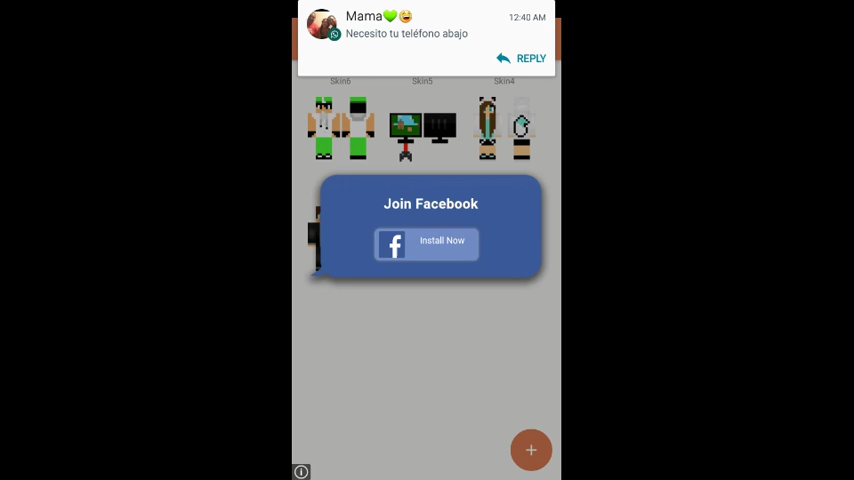 Mama💚😅
12:40 AM
Necesito tu teléfono abajo
REPLY
Skin6
Skin5
Skin4
Join Facebook
f
Install Now
+